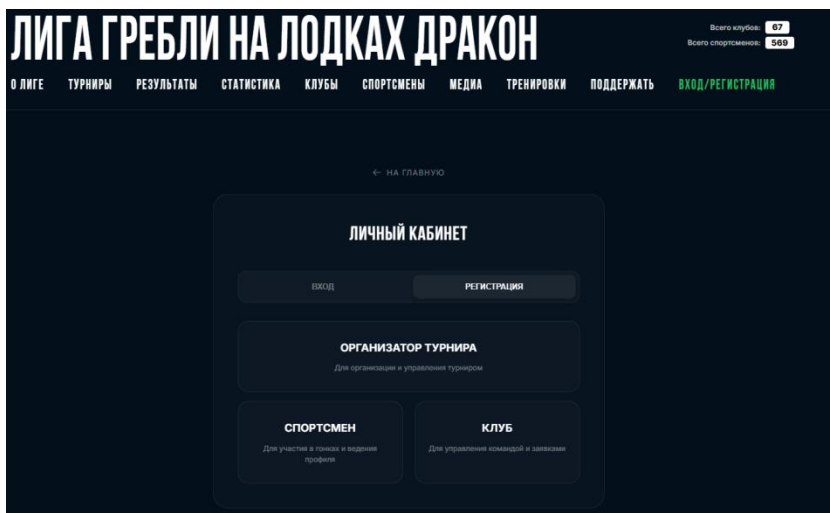 ЛИГА ГРЕБЛИ НА ЛОДКАХ ДРАКОН
Всего клубов: 67
Всего спортсменов: 569
О ЛИГЕ ТУРНИРЫ РЕЗУЛЬТАТЫ СТАТИСТИКА КЛУБЫ СПОРТСМЕНЫ МЕДИА ТРЕНИРОВКИ ПОДДЕРЖАТЬ ВХОД/РЕГИСТРАЦИЯ
← НА ГЛАВНУЮ
ЛИЧНЫЙ КАБИНЕТ
ВХОД РЕГИСТРАЦИЯ
ОРГАНИЗАТОР ТУРНИРА
Для организации и управления турниром
СПОРТСМЕН
Для участия в гонках и ведения
профиля
КЛУБ
Для управления командой и заявками